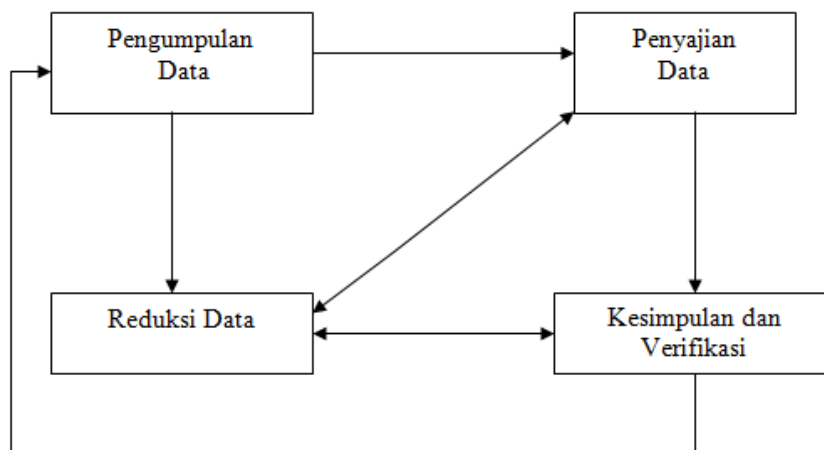 Pengumpulan
Data
Penyajian
Data
Reduksi Data
Kesimpulan dan
Verifikasi